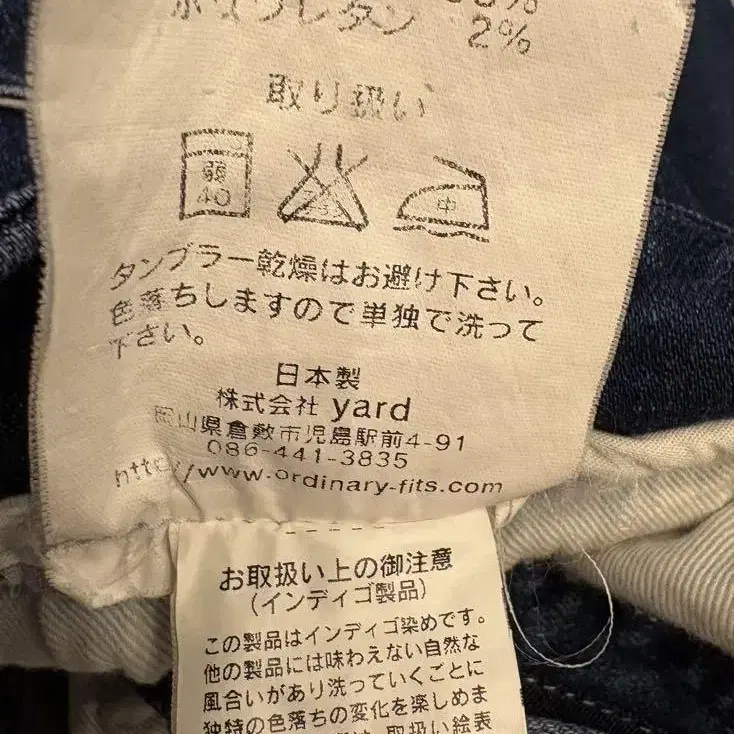 ポリウレタン 2%
取り扱い
弱
40
中
タンブラー乾燥はお避け下さい。
色落ちしますので単独で洗って
下さい。
日本製
株式会社 yard
岡山県倉敷市児島駅前4-91
086-441-3835
http://www.ordinary-fits.com
お取扱い上の御注意
(インディゴ製品)
この製品はインディゴ染めです。
他の製品には味わえない自然な
風合いがあり洗っていくごとに
独特の色落ちの変化を楽しめま
取扱い絵表